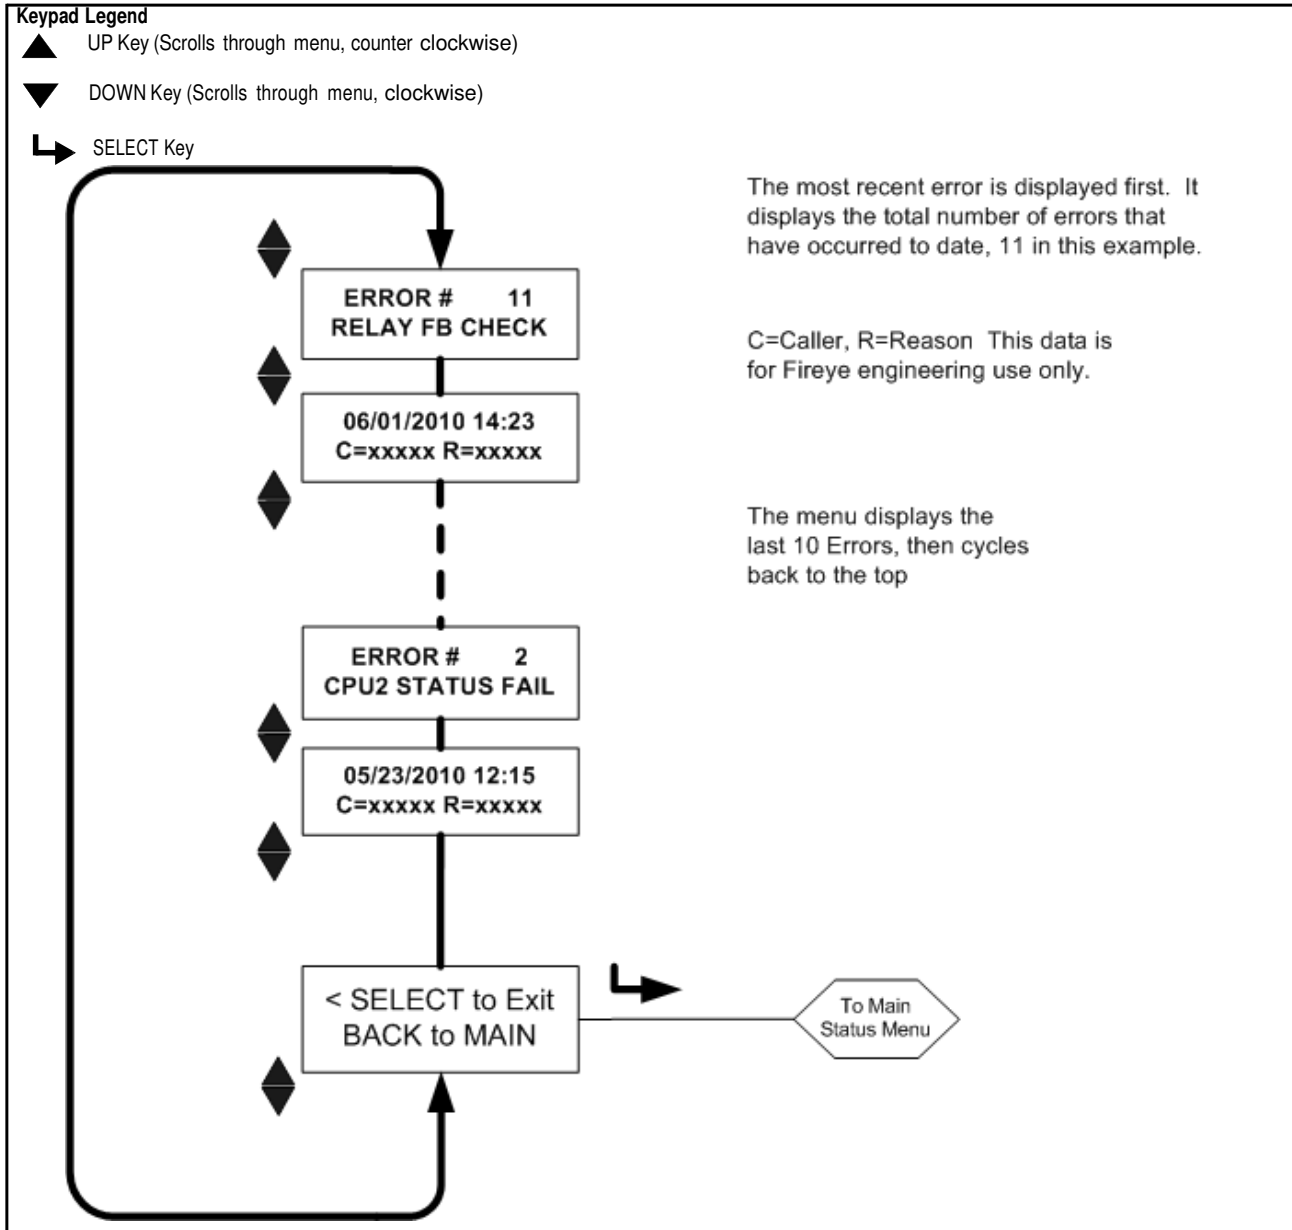 Keypad Legend
UP Key (Scrolls through menu, counter clockwise)
DOWN Key (Scrolls through menu, clockwise)
SELECT Key
The most recent error is displayed first. It
displays the total number of errors that
have occurred to date, 11 in this example.
ERROR # 11
RELAY FB CHECK
C=Caller, R=Reason This data is
for Fireye engineering use only.
06/01/2010 14:23
C=xxxxx R=xxxxx
The menu displays the
last 10 Errors, then cycles
back to the top
ERROR # 2
CPU2 STATUS FAIL
05/23/2010 12:15
C=xxxxx R=xxxxx
< SELECT to Exit
BACK to MAIN
To Main
Status Menu